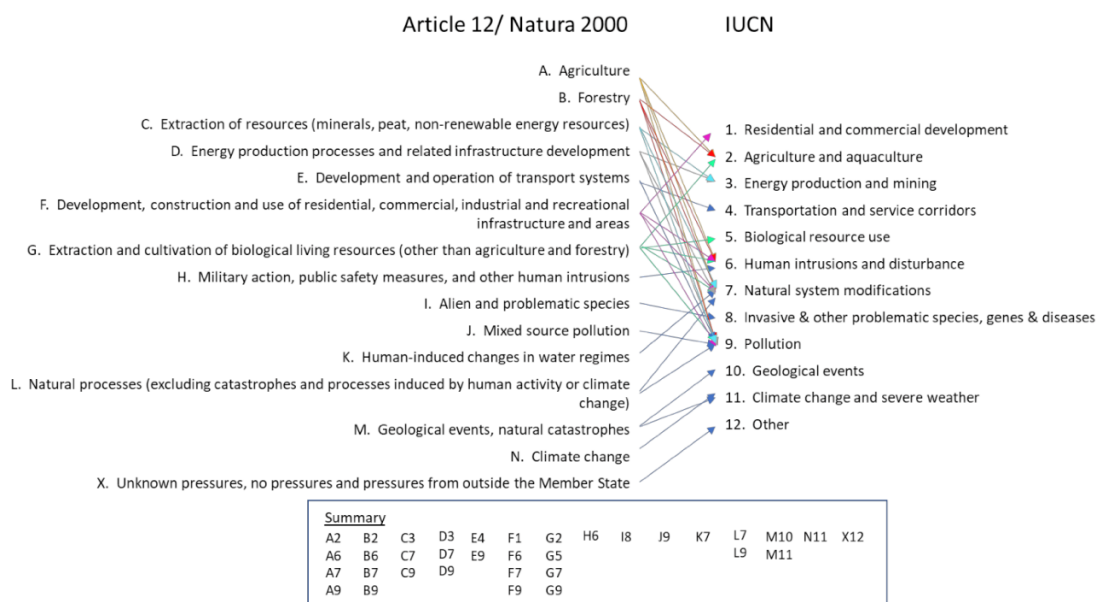 Article 12/ Natura 2000
IUCN
A. Agriculture
B. Forestry
C. Extraction of resources (minerals, peat, non-renewable energy resources)
D. Energy production processes and related infrastructure development
E. Development and operation of transport systems
F. Development, construction and use of residential, commercial, industrial and recreational
infrastructure and areas
G. Extraction and cultivation of biological living resources (other than agriculture and forestry)
H. Military action, public safety measures, and other human intrusions
I. Alien and problematic species
J. Mixed source pollution
K. Human-induced changes in water regimes
L. Natural processes (excluding catastrophes and processes induced by human activity or climate
change)
M. Geological events, natural catastrophes
N. Climate change
X. Unknown pressures, no pressures and pressures from outside the Member State
1. Residential and commercial development
2. Agriculture and aquaculture
3. Energy production and mining
4. Transportation and service corridors
5. Biological resource use
6. Human intrusions and disturbance
7. Natural system modifications
8. Invasive & other problematic species, genes & diseases
9. Pollution
10. Geological events
11. Climate change and severe weather
12. Other
Summary
A2 B2 C3 D3 E4 F1 G2 H6 I8 J9 K7 L7 M10 N11 X12
A6 B6 C7 D7 E9 F6 G5 L9 M11
A7 B7 C9 D9 F7 G7
A9 B9 F9 G9